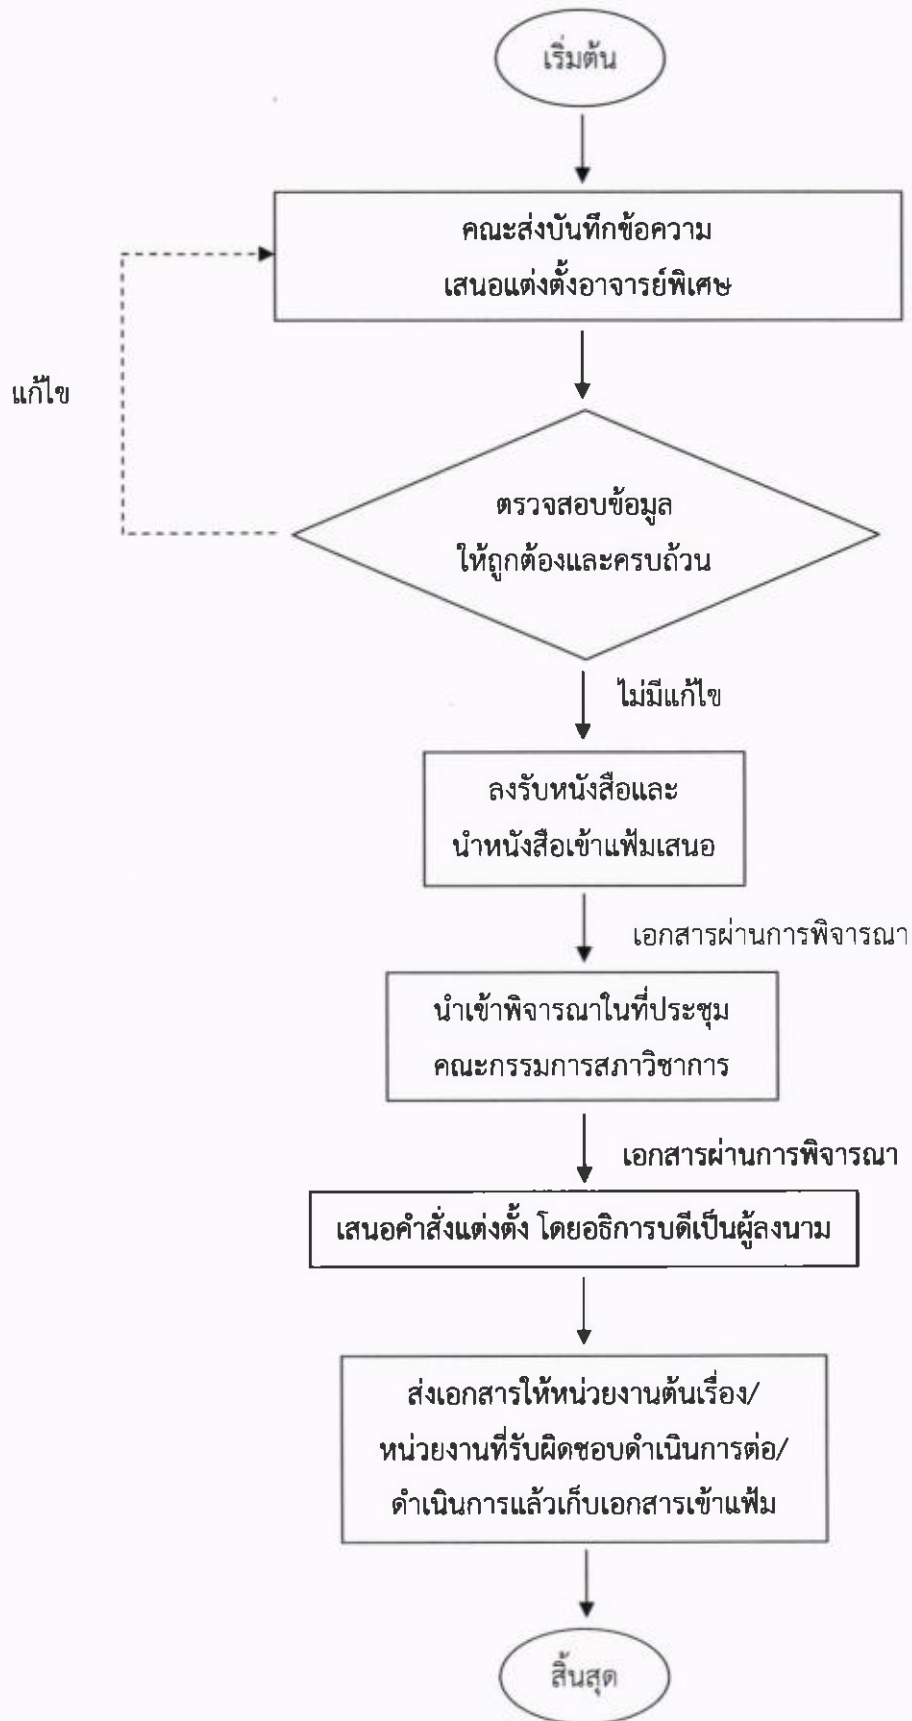 เริ่มต้น
คณะส่งบันทึกข้อความ
เสนอแต่งตั้งอาจารย์พิเศษ
แก้ไข
ตรวจสอบข้อมูล
ให้ถูกต้องและครบถ้วน
ไม่มีแก้ไข
ลงรับหนังสือและ
นำหนังสือเข้าแฟ้มเสนอ
เอกสารผ่านการพิจารณา
นำเข้าพิจารณาในที่ประชุม
คณะกรรมการสภาวิชาการ
เอกสารผ่านการพิจารณา
เสนอคำสั่งแต่งตั้ง โดยอธิการบดีเป็นผู้ลงนาม
ส่งเอกสารให้หน่วยงานต้นเรื่อง/
หน่วยงานที่รับผิดชอบดำเนินการต่อ/
ดำเนินการแล้วเก็บเอกสารเข้าแฟ้ม
สิ้นสุด